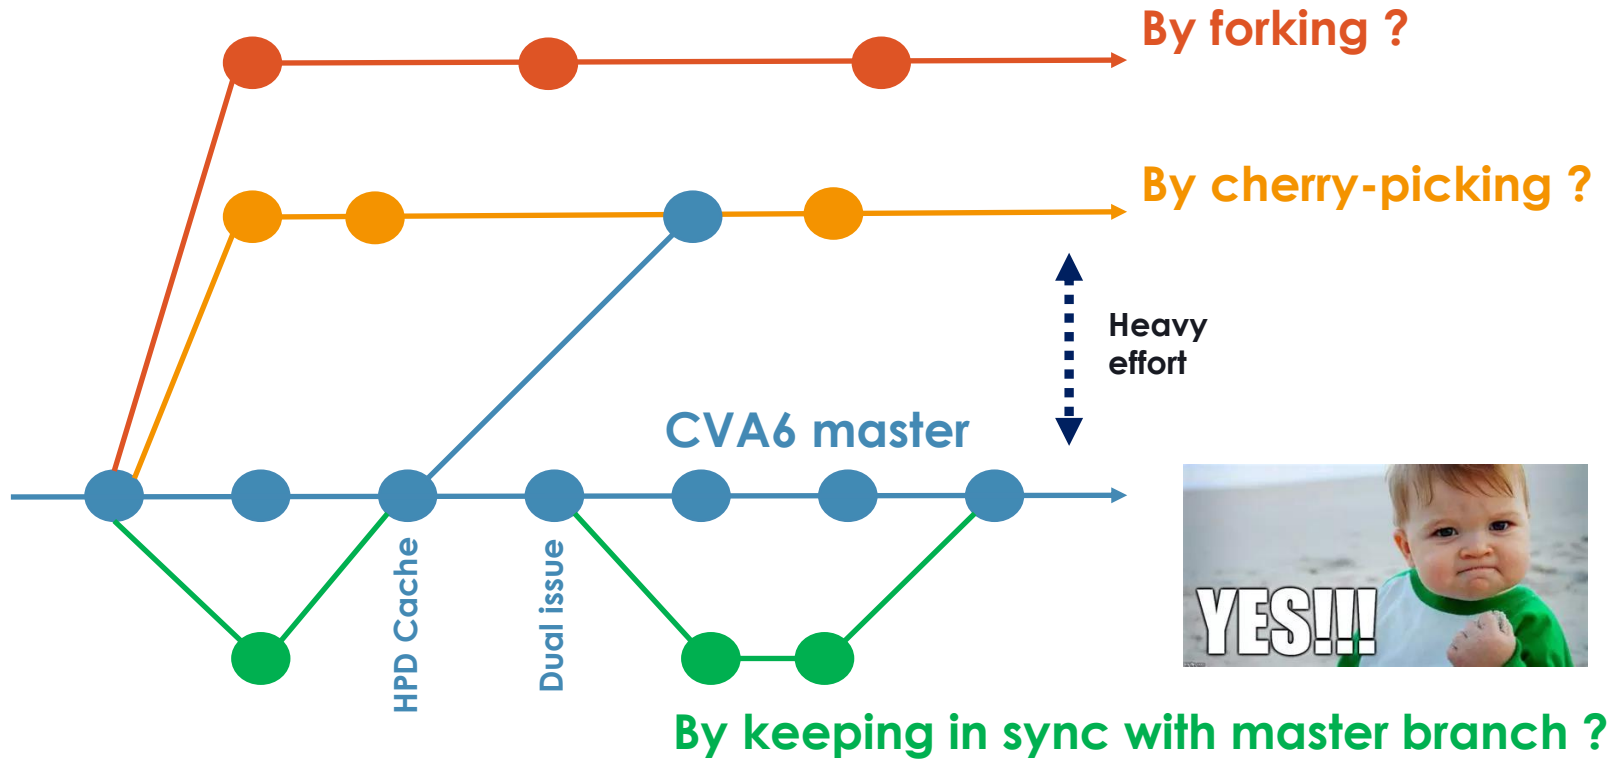 By forking ?
By cherry-picking ?
Heavy
effort
CVA6 master
HPD Cache
Dual issue
YES!!!
By keeping in sync with master branch ?